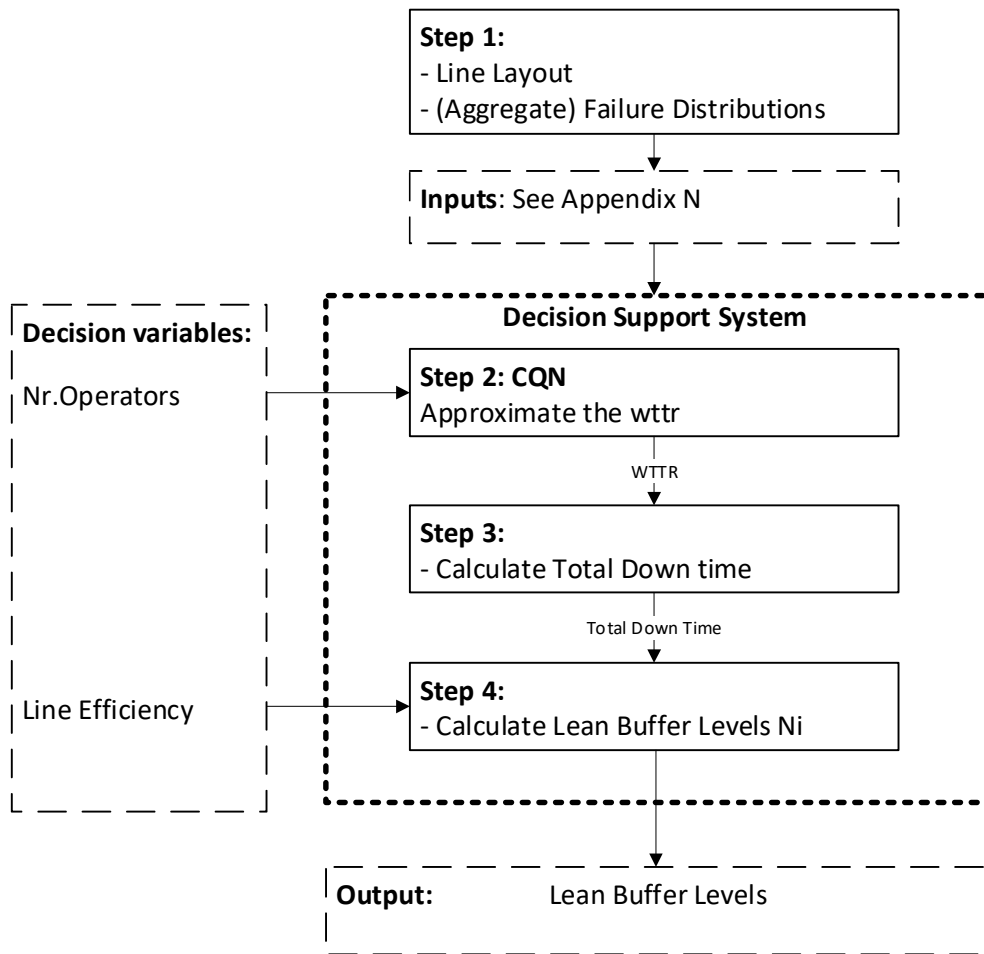 Step 1:
- Line Layout
- (Aggregate) Failure Distributions
Inputs: See Appendix N
Decision Support System
Decision variables:
Nr.Operators
Step 2: CQN
Approximate the wttr
WTTR
Step 3:
- Calculate Total Down time
Total Down Time
Line Efficiency
Step 4:
- Calculate Lean Buffer Levels Ni
Output: Lean Buffer Levels